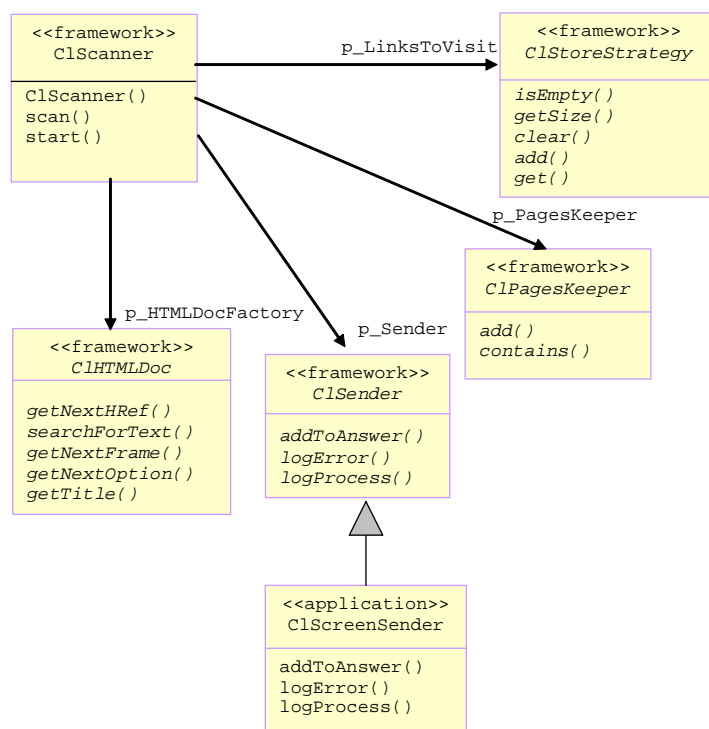 <<framework>>
ClScanner
ClScanner()
scan()
start()
p_LinksToVisit
<<framework>>
ClStoreStrategy
isEmpty()
getSize()
clear()
add()
get()
p_PagesKeeper
<<framework>>
ClPagesKeeper
add()
contains()
p_HTMLDocFactory
<<framework>>
ClHTMLDoc
getNextHRef()
searchForText()
getNextFrame()
getNextOption()
getTitle()
p_Sender
<<framework>>
ClSender
addToAnswer()
logError()
logProcess()
<<application>>
ClScreenSender
addToAnswer()
logError()
logProcess()